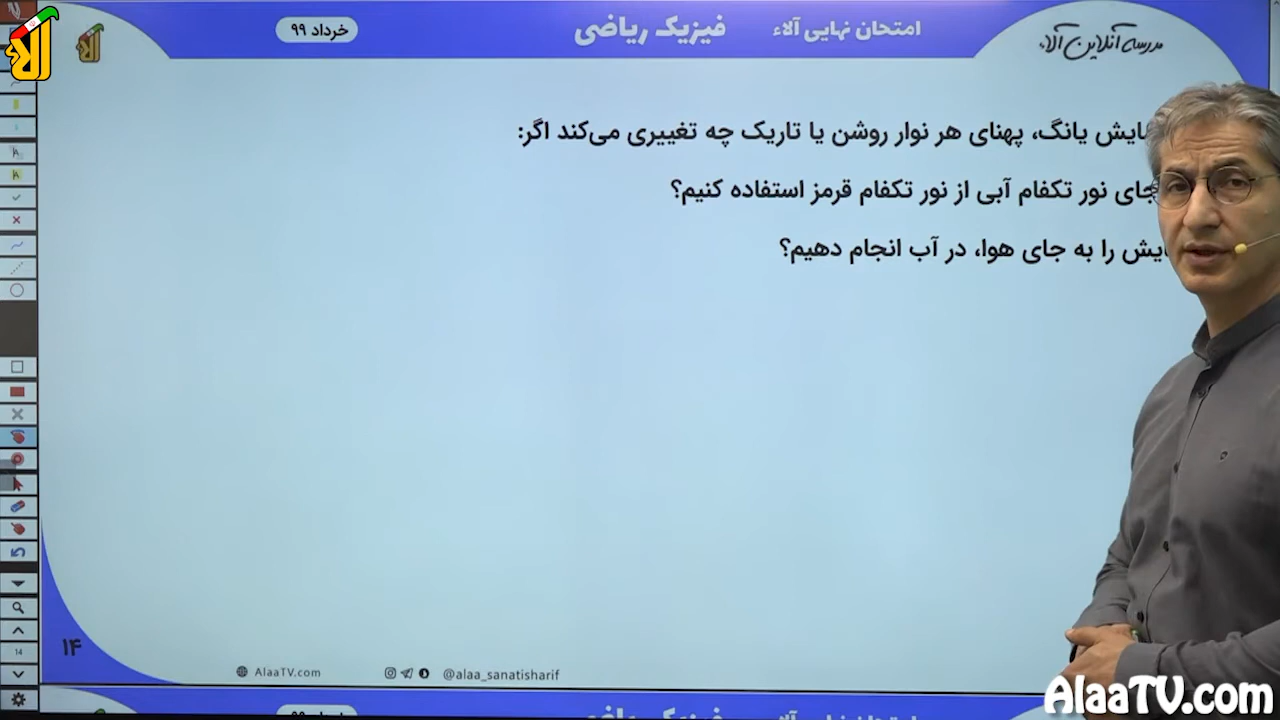 امتحان نهایی آلاء
فیزیک ریاضی
خرداد ۹۹
مدرسه آنلاین آلاء
یانگ، پهنای هر نوار روشن یا تاریک چه تغییری می‌کند اگر:
جای نور تکفام آبی از نور تکفام قرمز استفاده کنیم؟
را به جای هوا، در آب انجام دهیم؟
۱۴
14
AlaaTV.com
@alaa_sanatisharif
AlaaTV.com